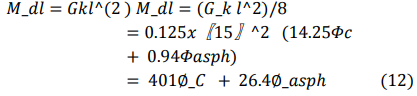 M_dl = Gkl^(2 ) M_dl = (G_k l^2)/8
= 0.125x 〖15〗^2 (14.25Φc
+ 0.94Φasph)
= 401∅_C + 26.4∅_asph (12)